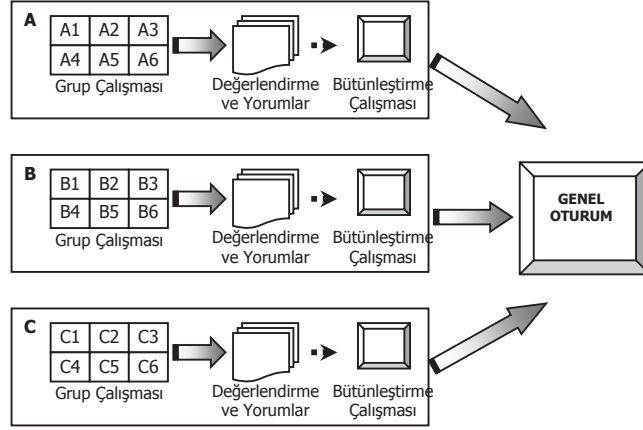 A
A1 A2 A3
A4 A5 A6
Grup Çalışması
Değerlendirme
ve Yorumlar
Bütünleştirme
Çalışması
B
B1 B2 B3
B4 B5 B6
Grup Çalışması
Değerlendirme
ve Yorumlar
Bütünleştirme
Çalışması
C
C1 C2 C3
C4 C5 C6
Grup Çalışması
Değerlendirme
ve Yorumlar
Bütünleştirme
Çalışması
GENEL
OTURUM